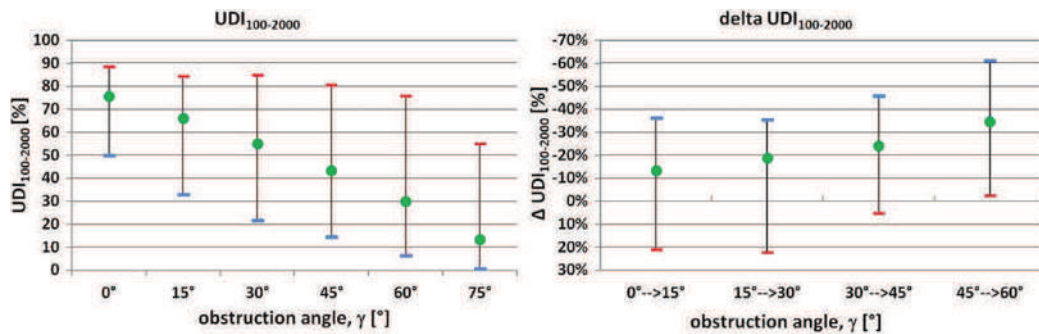 UDI100-2000
UDI100-2000 [%]
100
90
80
70
60
50
40
30
20
10
0
0° 15° 30° 45° 60° 75°
obstruction angle, γ [°]
delta UDI100-2000
Δ UDI100-2000 [%]
-70%
-60%
-50%
-40%
-30%
-20%
-10%
0%
10%
20%
30%
0°-->15° 15°-->30° 30°-->45° 45°-->60°
obstruction angle, γ [°]